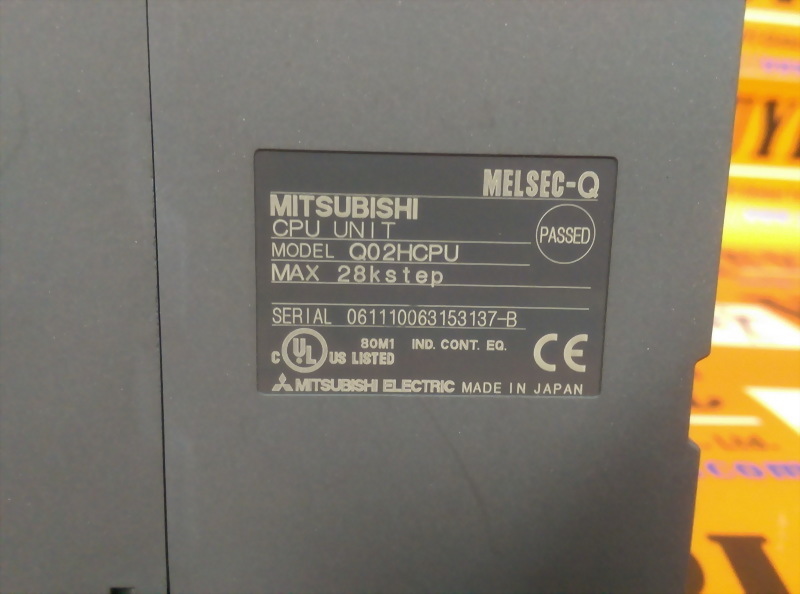 MELSEC-Q
MITSUBISHI
CPU UNIT
PASSED
MODEL Q02HCPU
MAX 28kstep
SERIAL 061110063153137-B
C UL US LISTED 80M1 IND. CONT. EQ. CE
MITSUBISHI ELECTRIC MADE IN JAPAN